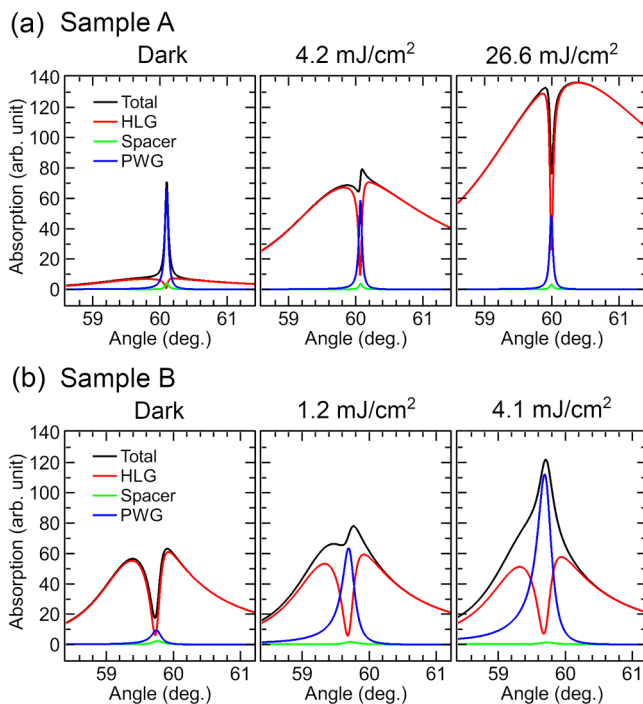 (a) Sample A
Dark
4.2 mJ/cm²
26.6 mJ/cm²
Absorption (arb. unit)
140
120
100
80
60
40
20
0
Total
HLG
Spacer
PWG
59 60 61
59 60 61
59 60 61
Angle (deg.)
Angle (deg.)
Angle (deg.)
(b) Sample B
Dark
1.2 mJ/cm²
4.1 mJ/cm²
Absorption (arb. unit)
140
120
100
80
60
40
20
0
Total
HLG
Spacer
PWG
59 60 61
59 60 61
59 60 61
Angle (deg.)
Angle (deg.)
Angle (deg.)